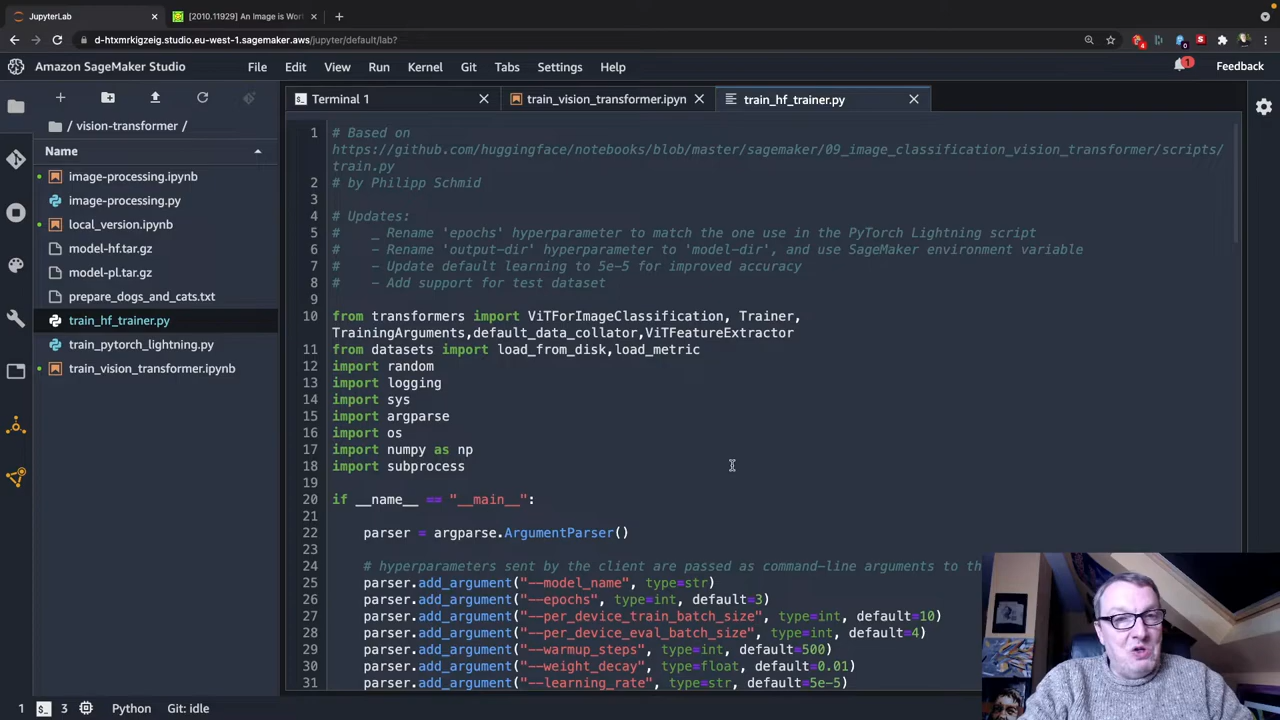 JupyterLab
[2010.11929] An Image is Wor
d-htxmrkigzeig.studio.eu-west-1.sagemaker.aws/jupyter/default/lab?
4
0
Amazon SageMaker Studio
File
Edit
View
Run
Kernel
Git
Tabs
Settings
Help
1
Feedback
/ vision-transformer /
Name
image-processing.ipynb
image-processing.py
local_version.ipynb
model-hf.tar.gz
model-pl.tar.gz
prepare_dogs_and_cats.txt
train_hf_trainer.py
train_pytorch_lightning.py
train_vision_transformer.ipynb
Terminal 1
train_vision_transformer.ipyn
train_hf_trainer.py
1 # Based on
https://github.com/huggingface/notebooks/blob/master/sagemaker/09_image_classification_vision_transformer/scripts/
train.py
2 # by Philipp Schmid
3
4 # Updates:
5 #    _ Rename 'epochs' hyperparameter to match the one use in the PyTorch Lightning script
6 #    - Rename 'output-dir' hyperparameter to 'model-dir', and use SageMaker environment variable
7 #    - Update default learning to 5e-5 for improved accuracy
8 #    - Add support for test dataset
9
10 from transformers import ViTForImageClassification, Trainer,
TrainingArguments,default_data_collator,ViTFeatureExtractor
11 from datasets import load_from_disk,load_metric
12 import random
13 import logging
14 import sys
15 import argparse
16 import os
17 import numpy as np
18 import subprocess
19
20 if __name__ == "__main__":
21
22     parser = argparse.ArgumentParser()
23
24     # hyperparameters sent by the client are passed as command-line arguments to th
25     parser.add_argument("--model_name", type=str)
26     parser.add_argument("--epochs", type=int, default=3)
27     parser.add_argument("--per_device_train_batch_size", type=int, default=10)
28     parser.add_argument("--per_device_eval_batch_size", type=int, default=4)
29     parser.add_argument("--warmup_steps", type=int, default=500)
30     parser.add_argument("--weight_decay", type=float, default=0.01)
31     parser.add_argument("--learning_rate", type=str, default=5e-5)
1
3
Python
Git: idle